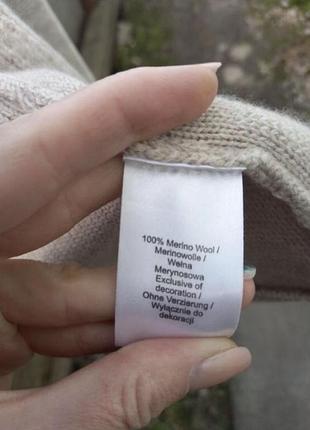 100% Merino Wool /
Merinowolle /
Wełna
Merynosowa
Exclusive of
decoration /
Ohne Verzierung /
Wyłącznie do
dekoracji